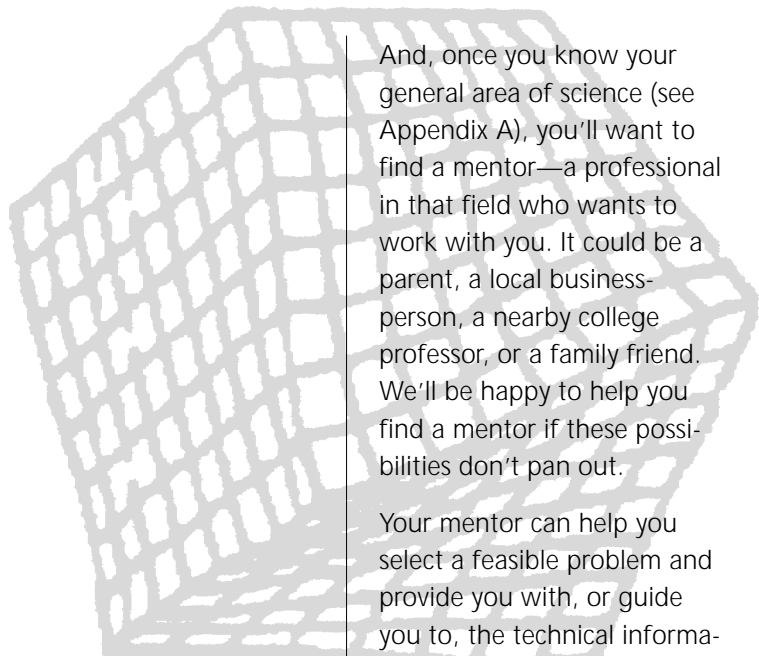 And, once you know your
general area of science (see
Appendix A), you'll want to
find a mentor—a professional
in that field who wants to
work with you. It could be a
parent, a local business-
person, a nearby college
professor, or a family friend.
We'll be happy to help you
find a mentor if these possi-
bilities don't pan out.
Your mentor can help you
select a feasible problem and
provide you with, or guide
you to, the technical informa-